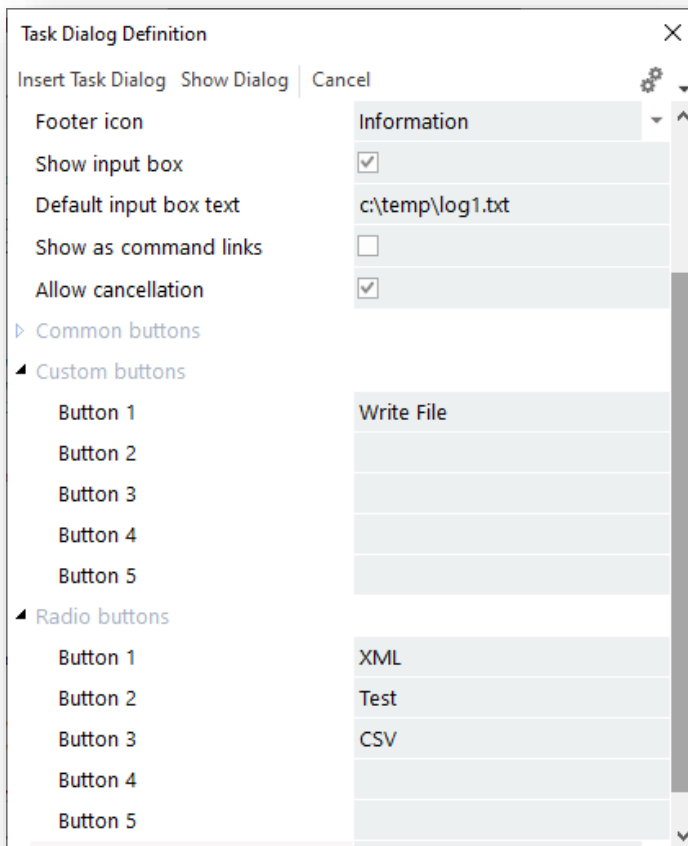 Task Dialog Definition
Insert Task Dialog Show Dialog Cancel
Footer icon Information
Show input box
Default input box text c:\temp\log1.txt
Show as command links
Allow cancellation
Common buttons
Custom buttons
Button 1 Write File
Button 2
Button 3
Button 4
Button 5
Radio buttons
Button 1 XML
Button 2 Test
Button 3 CSV
Button 4
Button 5